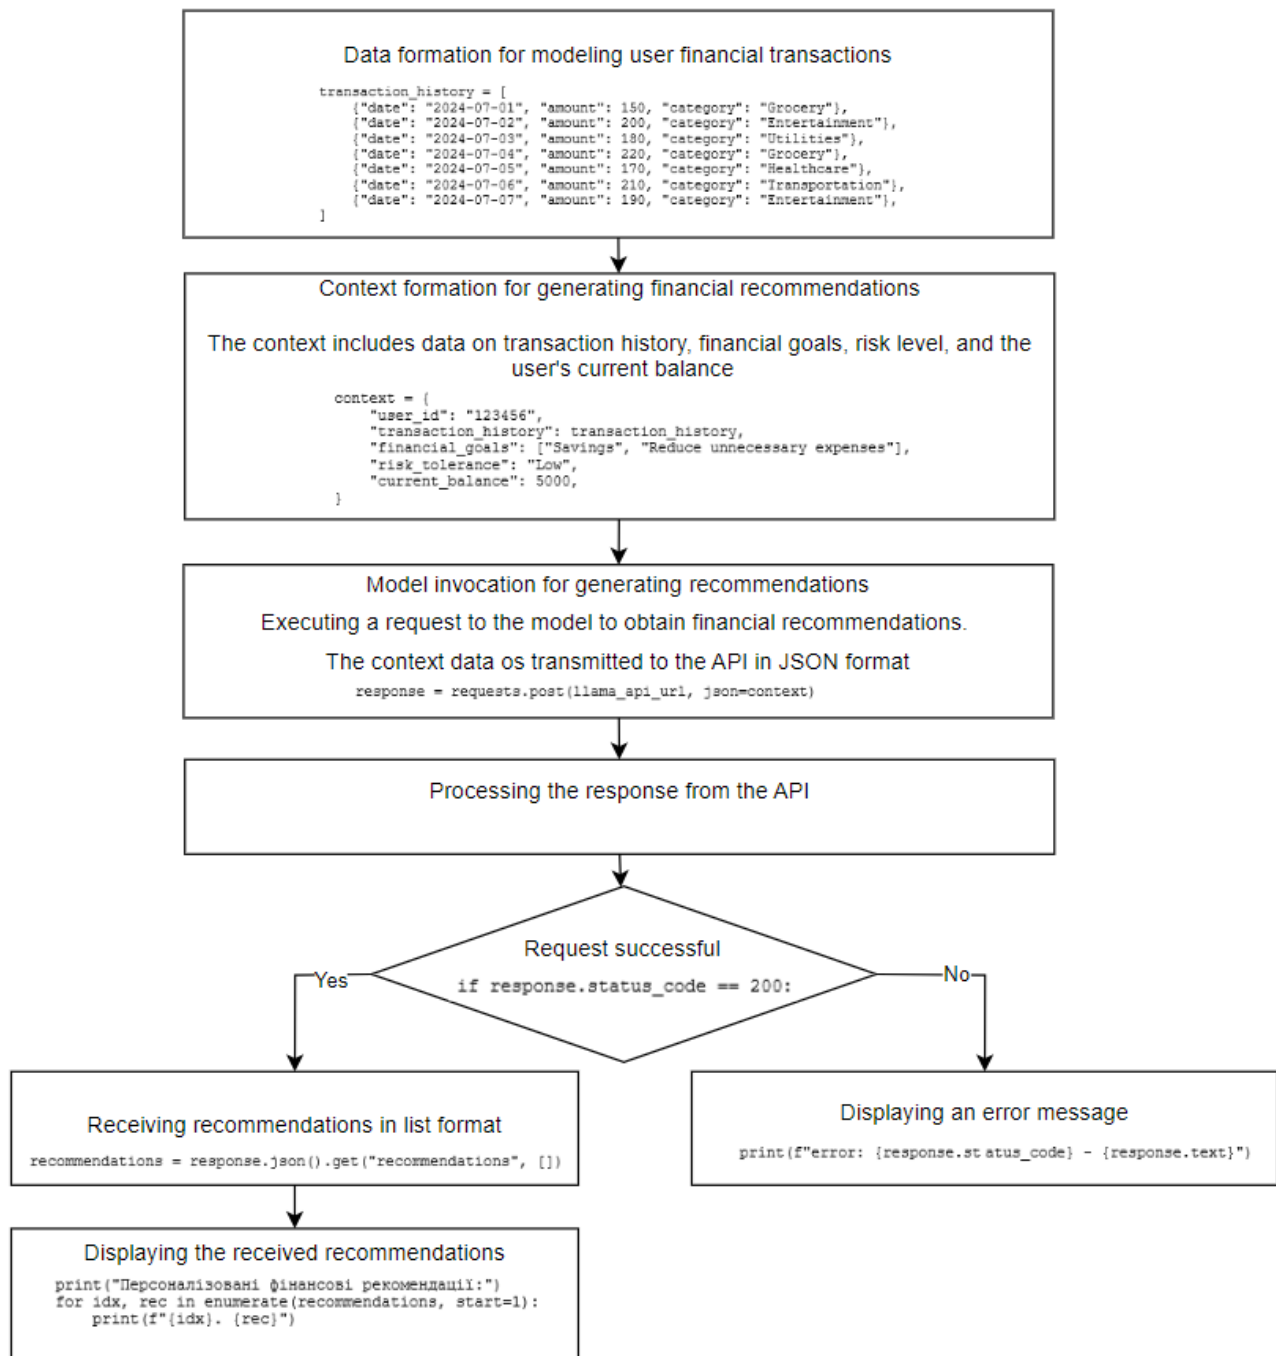 Data formation for modeling user financial transactions
transaction_history = [
{"date": "2024-07-01", "amount": 150, "category": "Grocery"},
{"date": "2024-07-02", "amount": 200, "category": "Entertainment"},
{"date": "2024-07-03", "amount": 180, "category": "Utilities"},
{"date": "2024-07-04", "amount": 220, "category": "Grocery"},
{"date": "2024-07-05", "amount": 170, "category": "Healthcare"},
{"date": "2024-07-06", "amount": 210, "category": "Transportation"},
{"date": "2024-07-07", "amount": 190, "category": "Entertainment"},
]
Context formation for generating financial recommendations
The context includes data on transaction history, financial goals, risk level, and the
user's current balance
context = {
"user_id": "123456",
"transaction_history": transaction_history,
"financial_goals": ["Savings", "Reduce unnecessary expenses"],
"risk_tolerance": "Low",
"current_balance": 5000,
}
Model invocation for generating recommendations
Executing a request to the model to obtain financial recommendations.
The context data os transmitted to the API in JSON format
response = requests.post(llama_api_url, json=context)
Processing the response from the API
Request successful
if response.status_code == 200:
Yes
No
Receiving recommendations in list format
recommendations = response.json().get("recommendations", [])
Displaying an error message
print(f"error: {response.st atus_code} - {response.text}")
Displaying the received recommendations
print("Персоналізовані фінансові рекомендації:")
for idx, rec in enumerate(recommendations, start=1):
print(f"{idx}. {rec}")